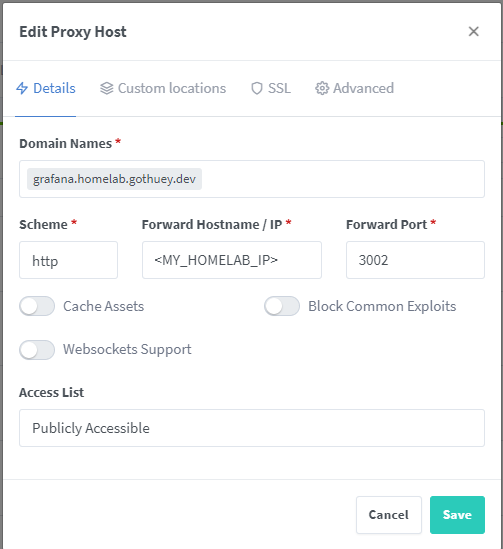 Edit Proxy Host
Details Custom locations SSL Advanced
Domain Names *
grafana.homelab.gothuey.dev
Scheme * Forward Hostname / IP * Forward Port *
http <MY_HOMELAB_IP> 3002
Cache Assets Block Common Exploits
Websockets Support
Access List
Publicly Accessible
Cancel Save